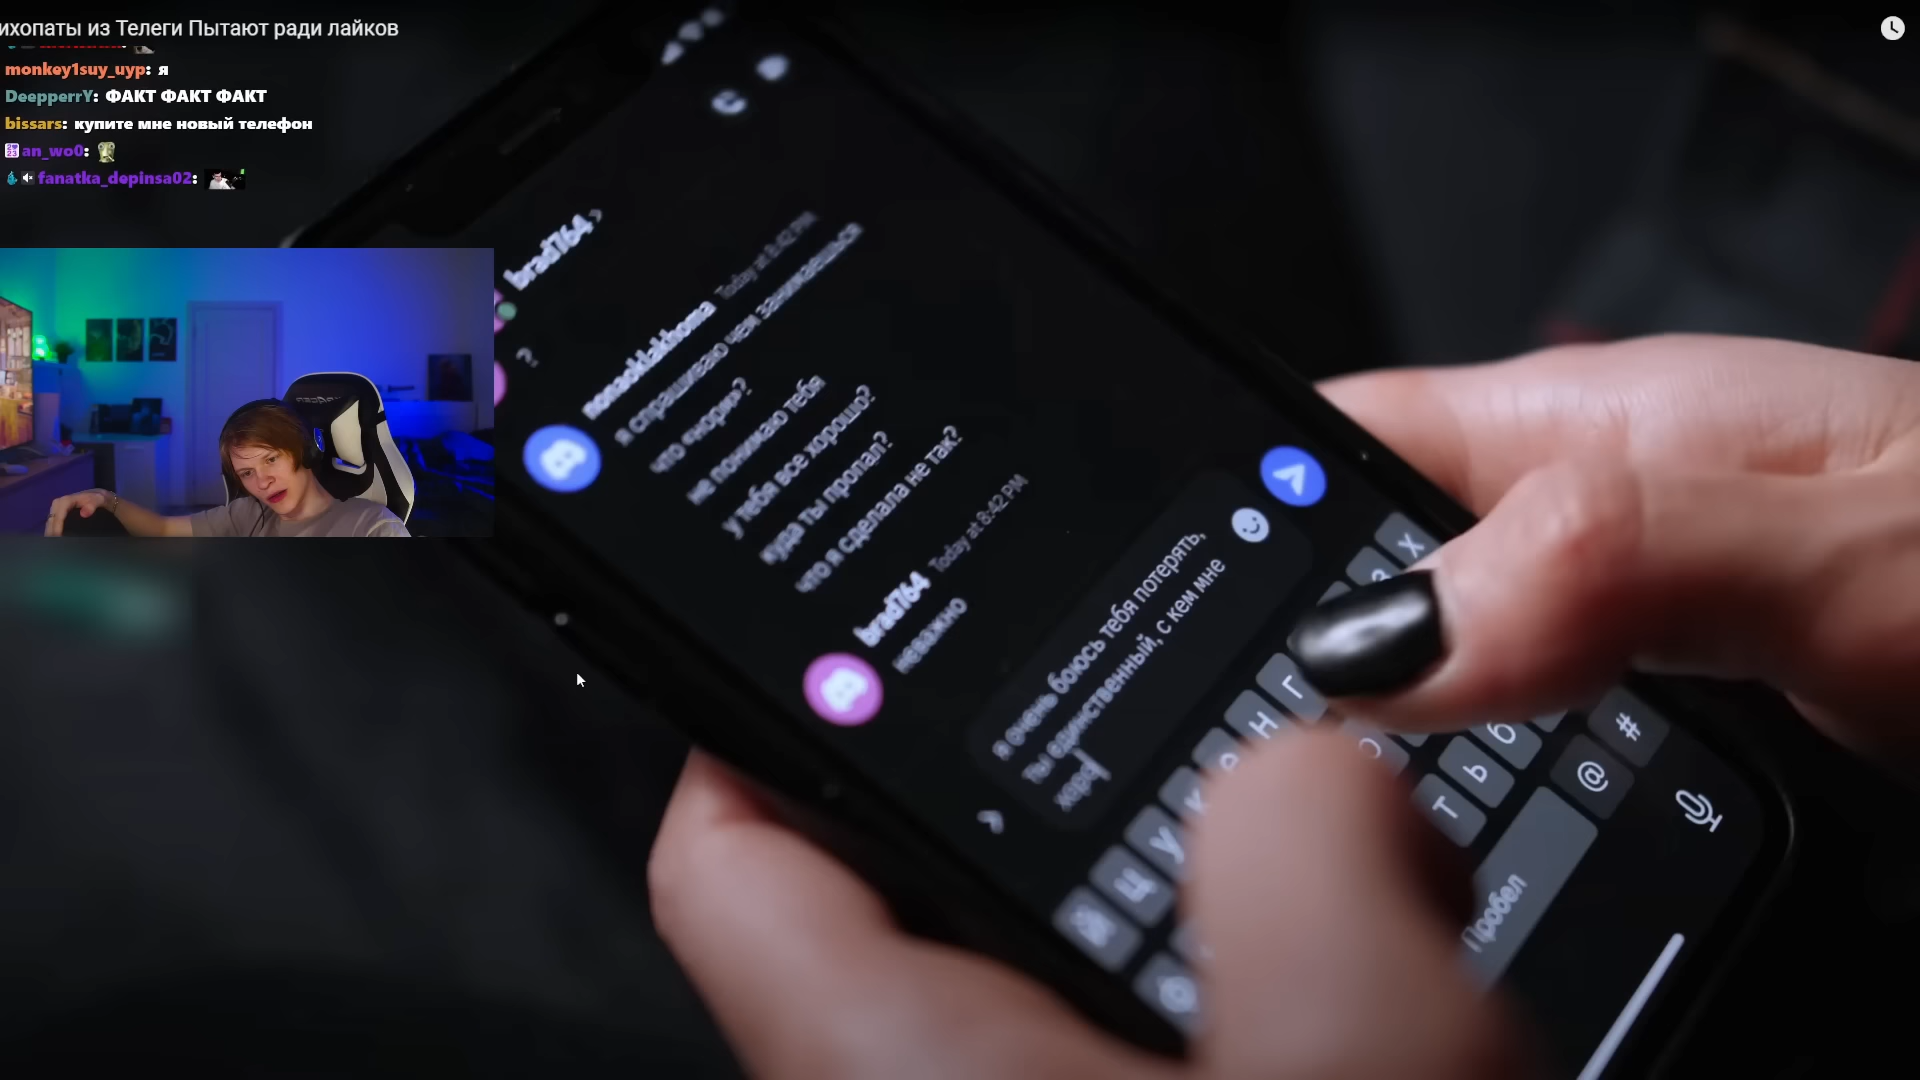 ихопаты из Телеги Пытают ради лайков
monkey1suy_uyp: я
DeepperrY: ФАКТ ФАКТ ФАКТ
bissars: купите мне новый телефон
an_wo0:
fanatka_depinsa02:
brad764
?
Today at 8:42 PM
я спрашиваю чем занимаешься
что «норм»?
не понимаю тебя
у тебя все хорошо?
куда ты пропал?
что я сделала не так?
brad764 Today at 8:42 PM
неважно
я очень боюсь тебя потерять,
ты единственный, с кем мне
х
г
н
у
ц
й
б
ь
т
#
@
Пробел